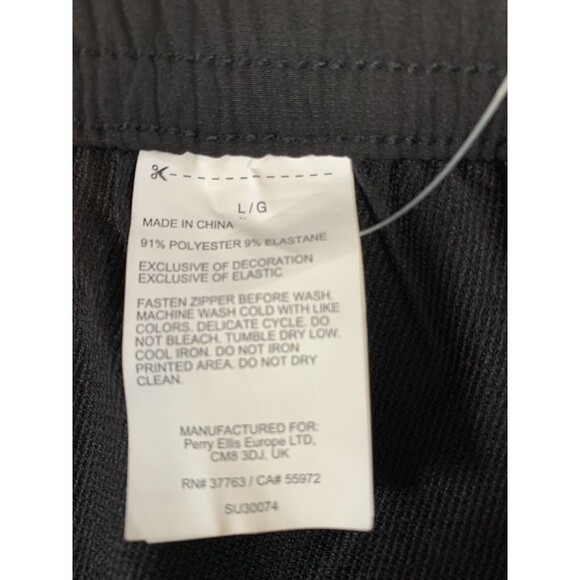 L/G
MADE IN CHINA
91% POLYESTER 9% ELASTANE
EXCLUSIVE OF DECORATION
EXCLUSIVE OF ELASTIC
FASTEN ZIPPER BEFORE WASH.
MACHINE WASH COLD WITH LIKE
COLORS. DELICATE CYCLE. DO
NOT BLEACH. TUMBLE DRY LOW.
COOL IRON. DO NOT IRON
PRINTED AREA. DO NOT DRY
CLEAN.
MANUFACTURED FOR:
Perry Ellis Europe LTD,
CM8 3DJ, UK
RN# 37763 / CA# 55972
SU30074